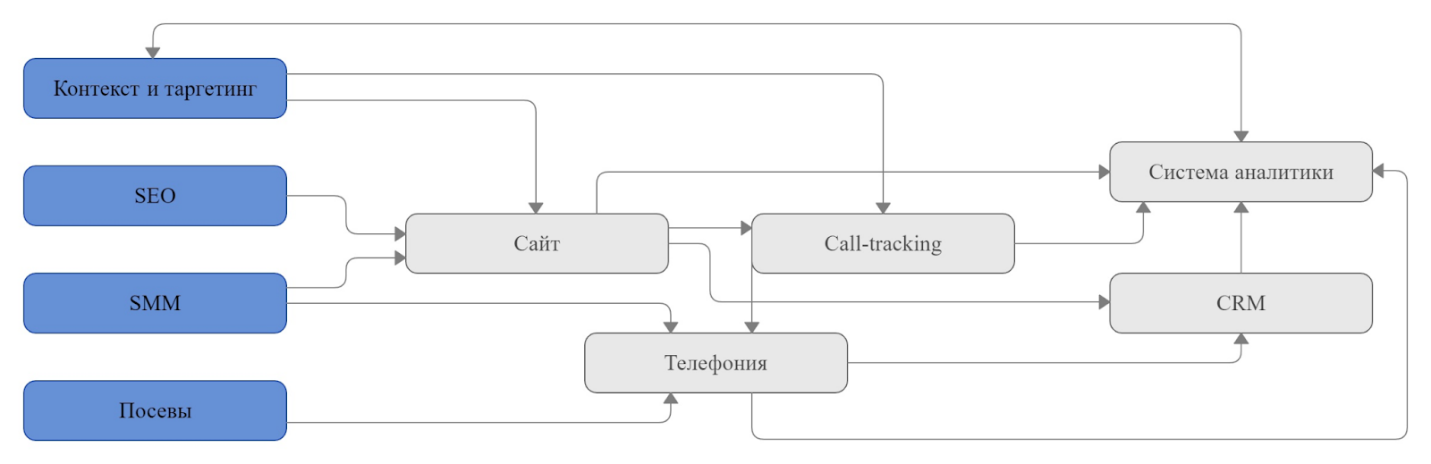 Контекст и таргетинг
SEO
SMM
Посевы
Сайт
Call-tracking
Телефония
Система аналитики
CRM